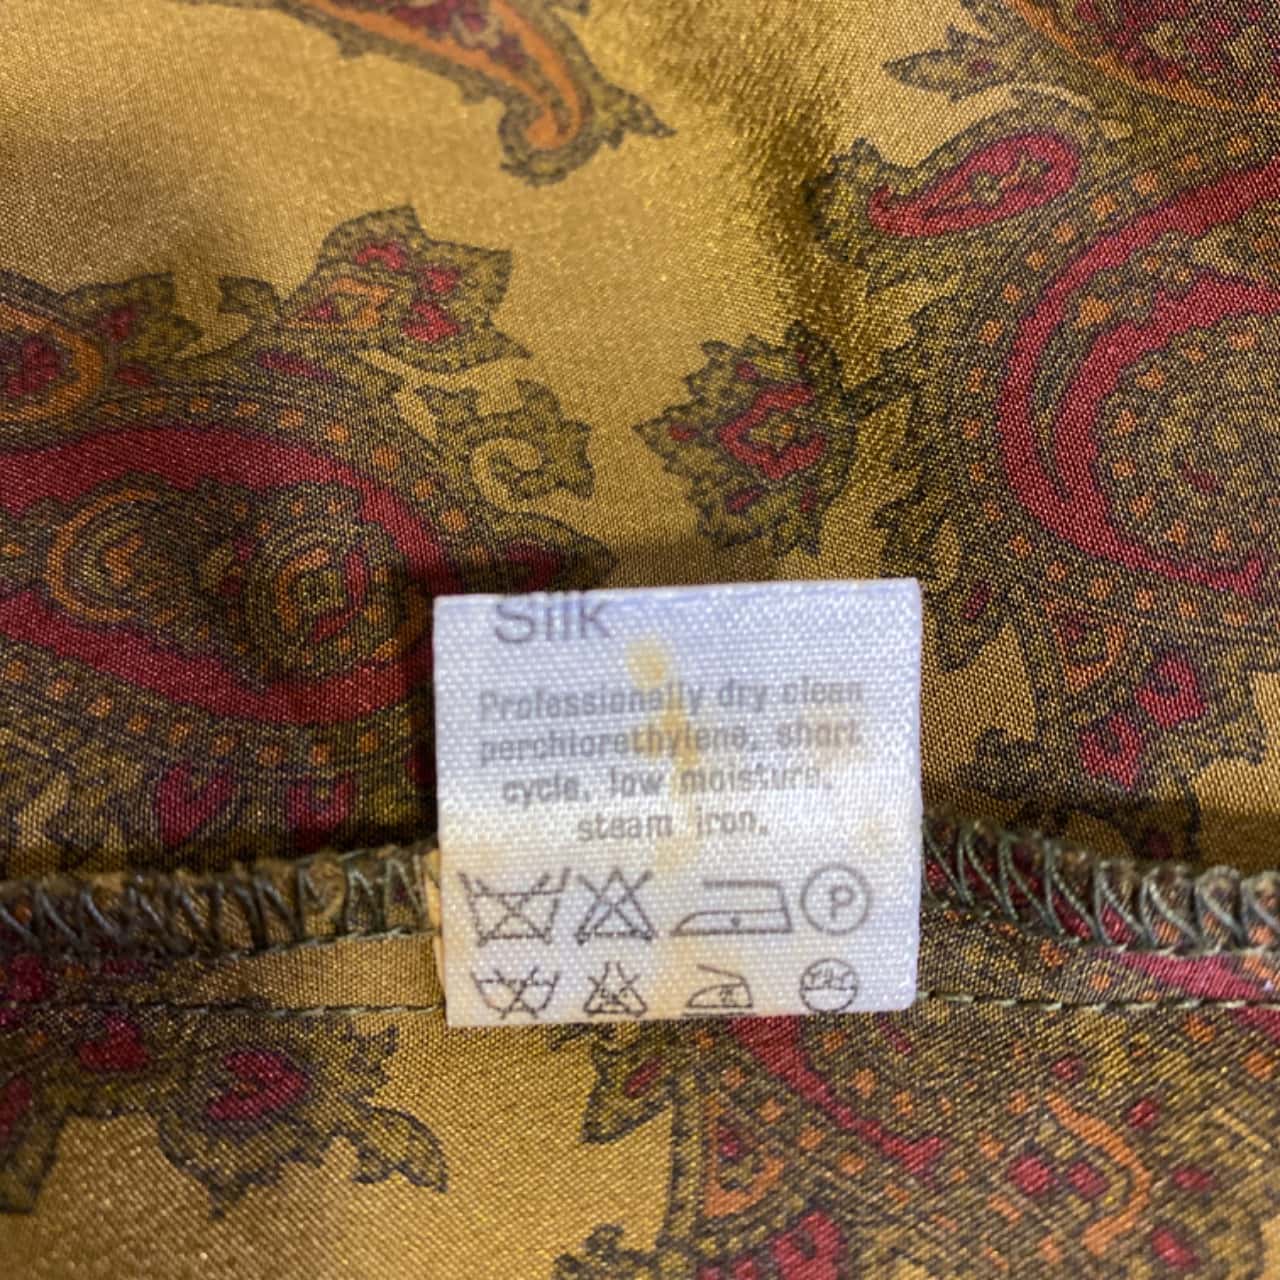 Silk
Professionally dry clean
perchlorethylene, short
cycle, low moisture,
steam iron.
P